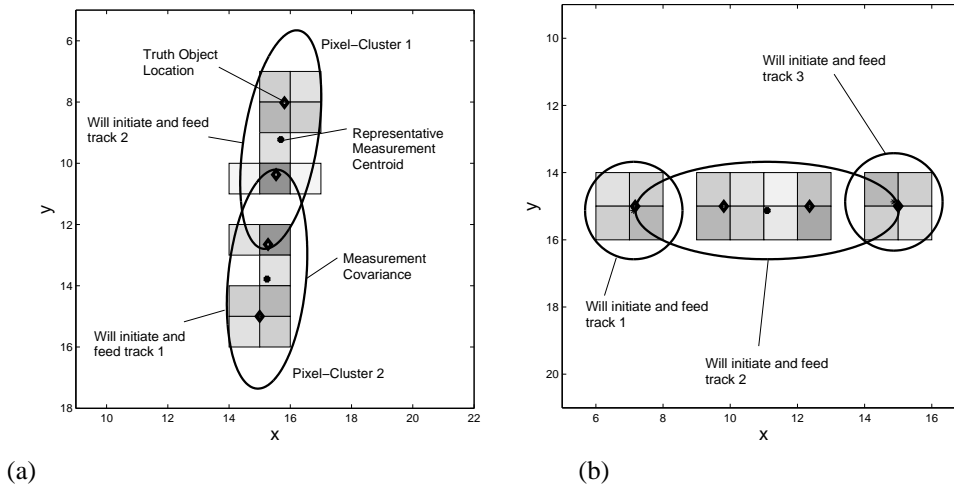 6
8
10
12
14
16
18
10
12
14
16
18
20
22
x
y
Truth Object
Location
Pixel−Cluster 1
Will initiate and feed
track 2
Representative
Measurement
Centroid
Measurement
Covariance
Will initiate and
feed track 1
Pixel−Cluster 2
(a)
10
12
14
16
18
20
6
8
10
12
14
16
x
y
Will initiate and feed
track 3
Will initiate and feed
track 1
Will initiate and feed
track 2
(b)